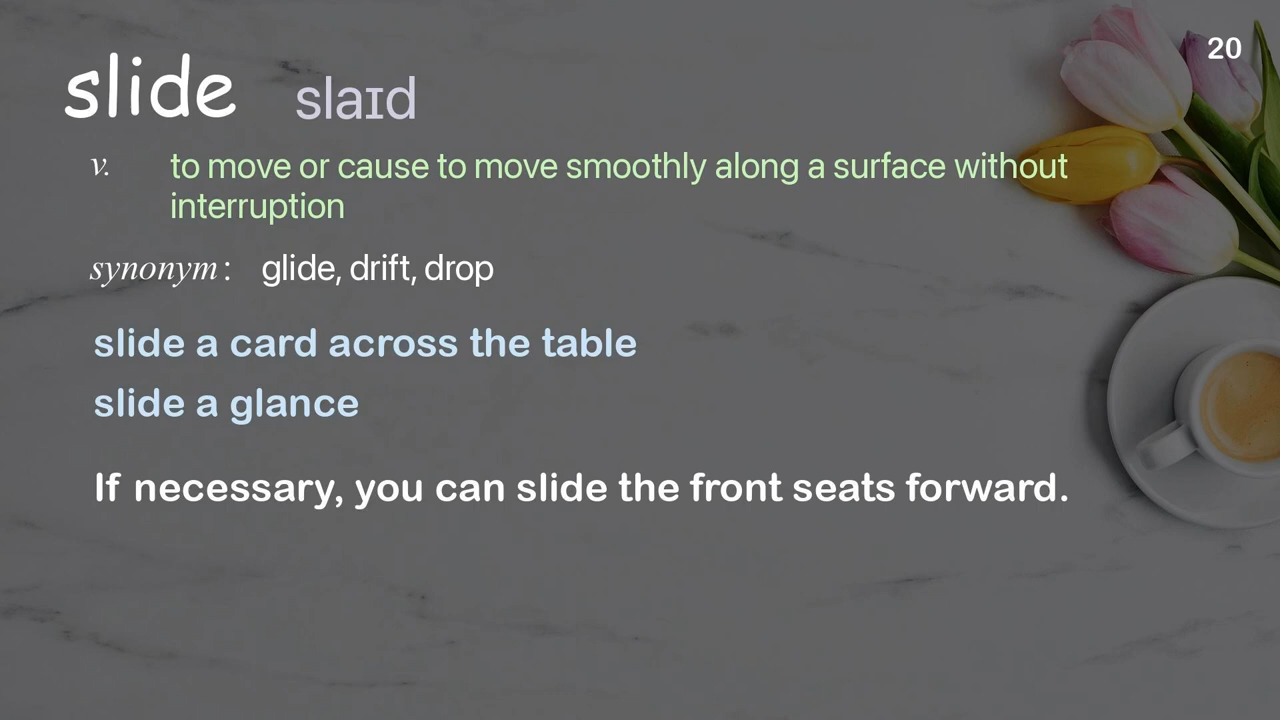 20
slide slaɪd
v. to move or cause to move smoothly along a surface without
interruption
synonym: glide, drift, drop
slide a card across the table
slide a glance
If necessary, you can slide the front seats forward.